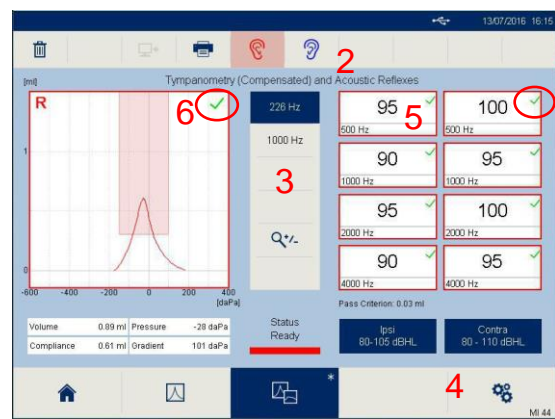 13/07/2016 16:15
2
[ml] Tympanometry (Compensated) and Acoustic Reflexes
R 6 226 Hz 95 5 100
500 Hz 500 Hz
1 1000 Hz 90 95
1000 Hz 1000 Hz
3 95 100
2000 Hz 2000 Hz
+/- 90 95
0 4000 Hz 4000 Hz
-600 -400 -200 0 200 400
[daPa] Pass Criterion: 0.03 ml
Volume 0.89 ml Pressure -28 daPa Status Ipsi Contra
Compliance 0.61 ml Gradient 101 daPa Ready 80-105 dBHL 80 - 110 dBHL
* 4
MI 44